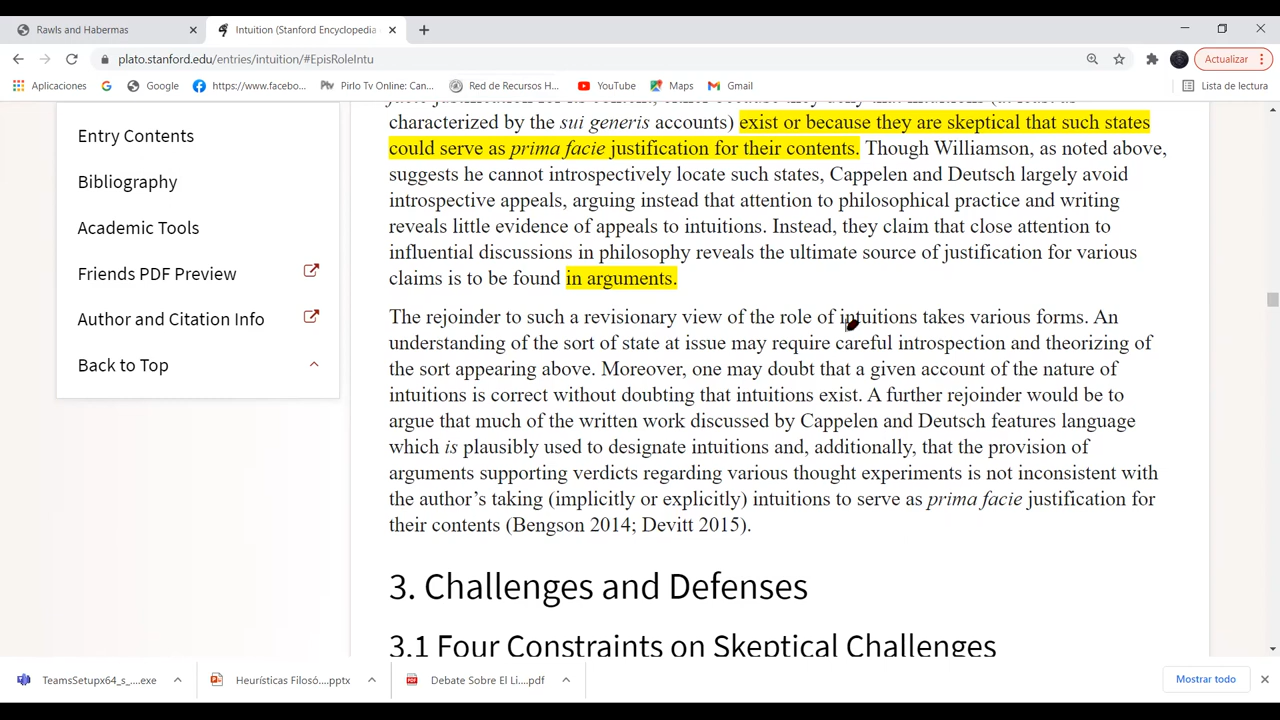 Rawls and Habermas
Intuition (Stanford Encyclopedia
plato.stanford.edu/entries/intuition/#EpisRoleIntu
Actualizar
Aplicaciones
Google
https://www.facebo...
Pirlo Tv Online: Can...
Red de Recursos H...
YouTube
Maps
Gmail
Lista de lectura
Entry Contents
Bibliography
Academic Tools
Friends PDF Preview
Author and Citation Info
Back to Top
characterized by the sui generis accounts) exist or because they are skeptical that such states
could serve as prima facie justification for their contents. Though Williamson, as noted above,
suggests he cannot introspectively locate such states, Cappelen and Deutsch largely avoid
introspective appeals, arguing instead that attention to philosophical practice and writing
reveals little evidence of appeals to intuitions. Instead, they claim that close attention to
influential discussions in philosophy reveals the ultimate source of justification for various
claims is to be found in arguments.
The rejoinder to such a revisionary view of the role of intuitions takes various forms. An
understanding of the sort of state at issue may require careful introspection and theorizing of
the sort appearing above. Moreover, one may doubt that a given account of the nature of
intuitions is correct without doubting that intuitions exist. A further rejoinder would be to
argue that much of the written work discussed by Cappelen and Deutsch features language
which is plausibly used to designate intuitions and, additionally, that the provision of
arguments supporting verdicts regarding various thought experiments is not inconsistent with
the author’s taking (implicitly or explicitly) intuitions to serve as prima facie justification for
their contents (Bengson 2014; Devitt 2015).
3. Challenges and Defenses
3.1 Four Constraints on Skeptical Challenges
TeamsSetupx64_s_....exe
Heurísticas Filosó....pptx
Debate Sobre El Li....pdf
Mostrar todo